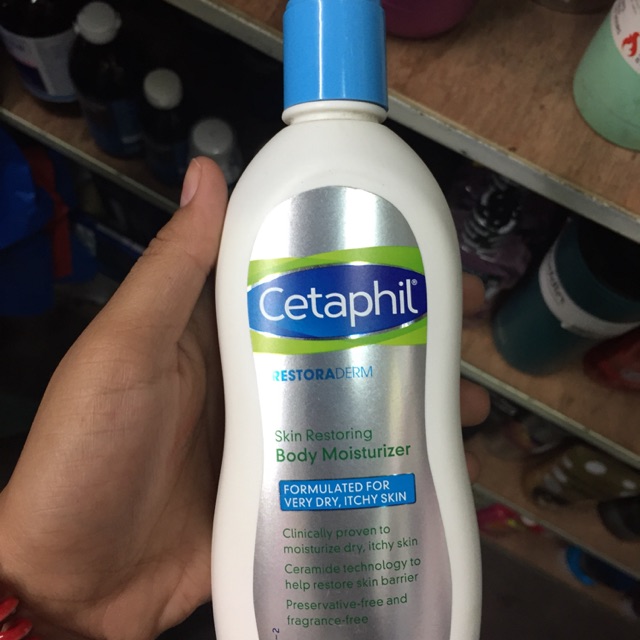 Cetaphil®
RESTORADERM
Skin Restoring
Body Moisturizer
FORMULATED FOR
VERY DRY, ITCHY SKIN
Clinically proven to
moisturize dry, itchy skin
Ceramide technology to
help restore skin barrier
Preservative-free and
fragrance-free